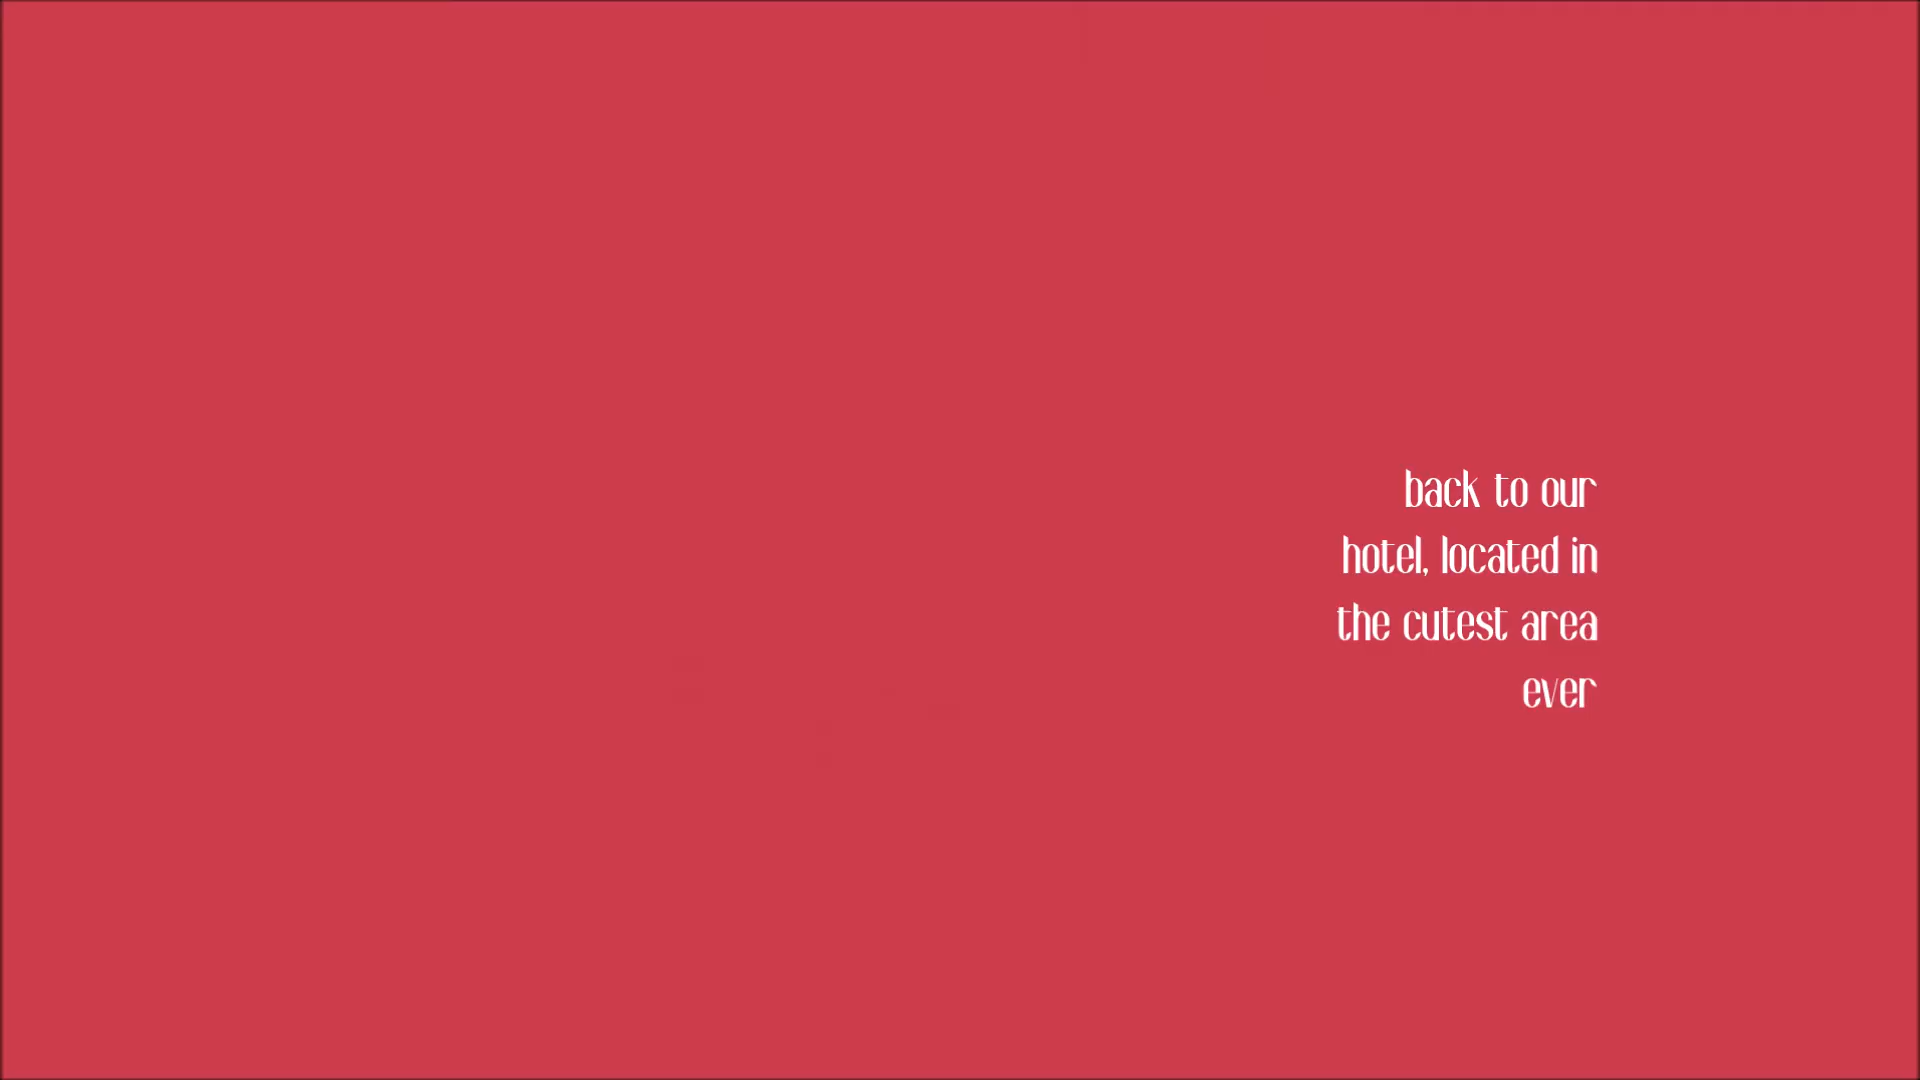 back to our
hotel, located in
the cutest area
ever